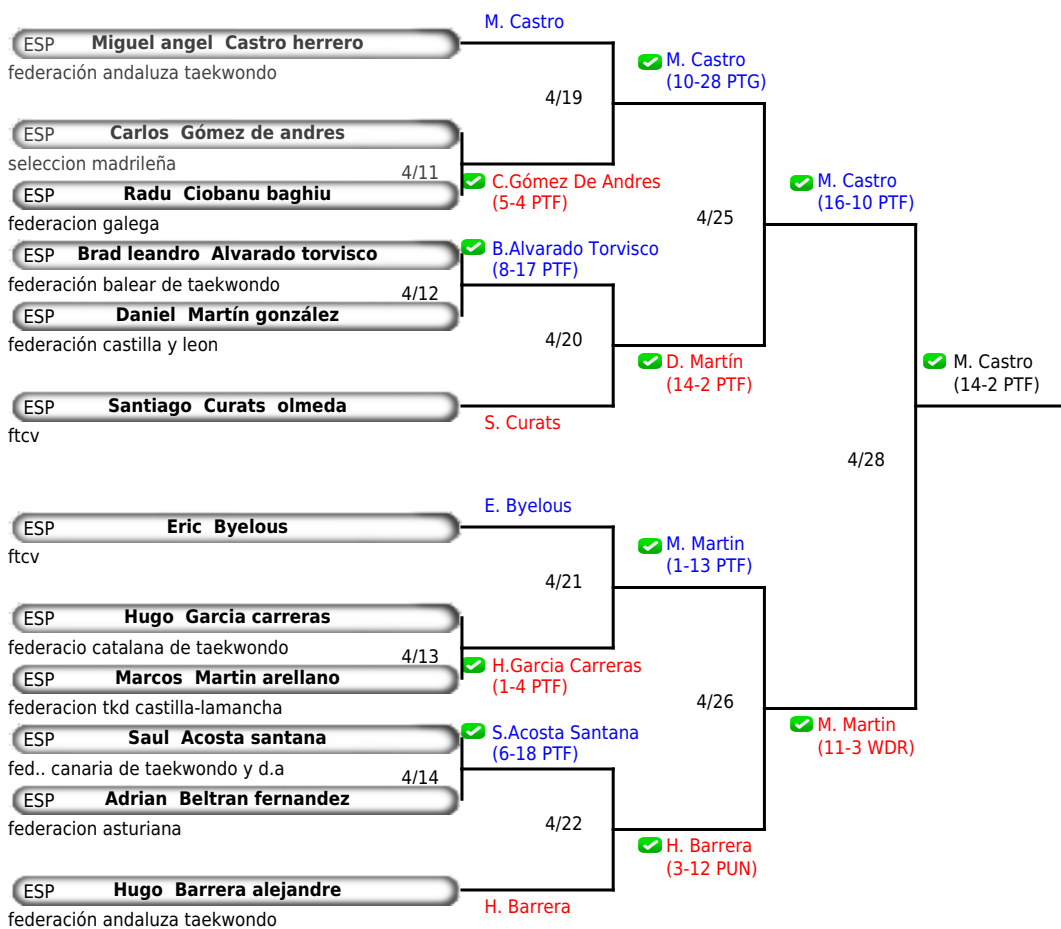 M. Castro
ESP Miguel angel Castro herrero
federación andaluza taekwondo
M. Castro
(10-28 PTG)
4/19
ESP Carlos Gómez de andres
seleccion madrileña
4/11
C.Gómez De Andres
(5-4 PTF)
ESP Radu Ciobanu baghiu
federacion galega
M. Castro
(16-10 PTF)
4/25
ESP Brad leandro Alvarado torvisco
federación balear de taekwondo
4/12
B.Alvarado Torvisco
(8-17 PTF)
ESP Daniel Martín gonzález
federación castilla y leon
4/20
D. Martín
(14-2 PTF)
M. Castro
(14-2 PTF)
ESP Santiago Curats olmeda
ftcv
S. Curats
4/28
E. Byelous
ESP Eric Byelous
ftcv
M. Martin
(1-13 PTF)
4/21
ESP Hugo Garcia carreras
federacio catalana de taekwondo
4/13
H.Garcia Carreras
(1-4 PTF)
ESP Marcos Martin arellano
federacion tkd castilla-lamancha
4/26
M. Martin
(11-3 WDR)
ESP Saul Acosta santana
fed.. canaria de taekwondo y d.a
4/14
S.Acosta Santana
(6-18 PTF)
ESP Adrian Beltran fernandez
federacion asturiana
4/22
H. Barrera
(3-12 PUN)
ESP Hugo Barrera alejandre
federación andaluza taekwondo
H. Barrera